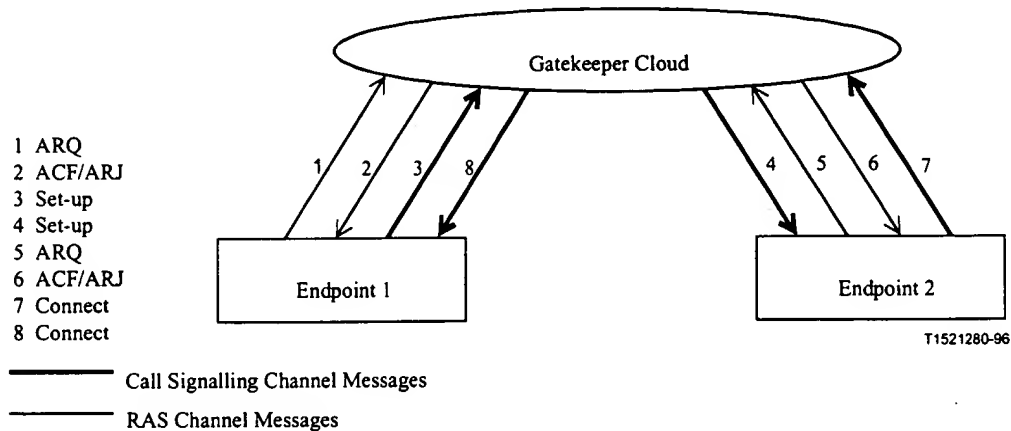 Gatekeeper Cloud
1 ARQ
2 ACF/ARJ
3 Set-up
4 Set-up
5 ARQ
6 ACF/ARJ
7 Connect
8 Connect
1
2
3
8
4
5
6
7
Endpoint 1
Endpoint 2
T1521280-96
Call Signalling Channel Messages
RAS Channel Messages